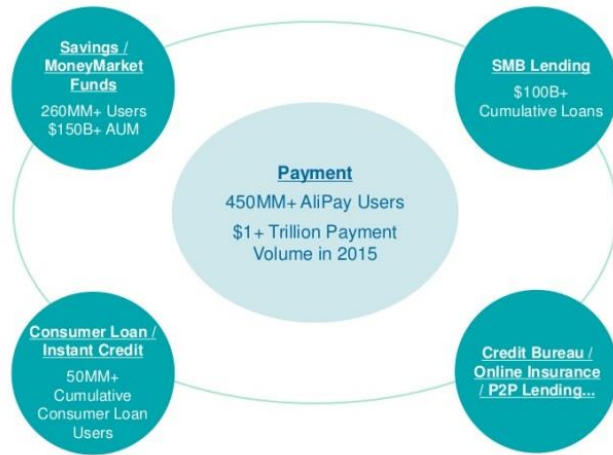 Savings /
MoneyMarket
Funds
260MM+ Users
$150B+ AUM
SMB Lending
$100B+
Cumulative Loans
Payment
450MM+ AliPay Users
$1+ Trillion Payment
Volume in 2015
Consumer Loan /
Instant Credit
50MM+
Cumulative
Consumer Loan
Users
Credit Bureau /
Online Insurance
/ P2P Lending...